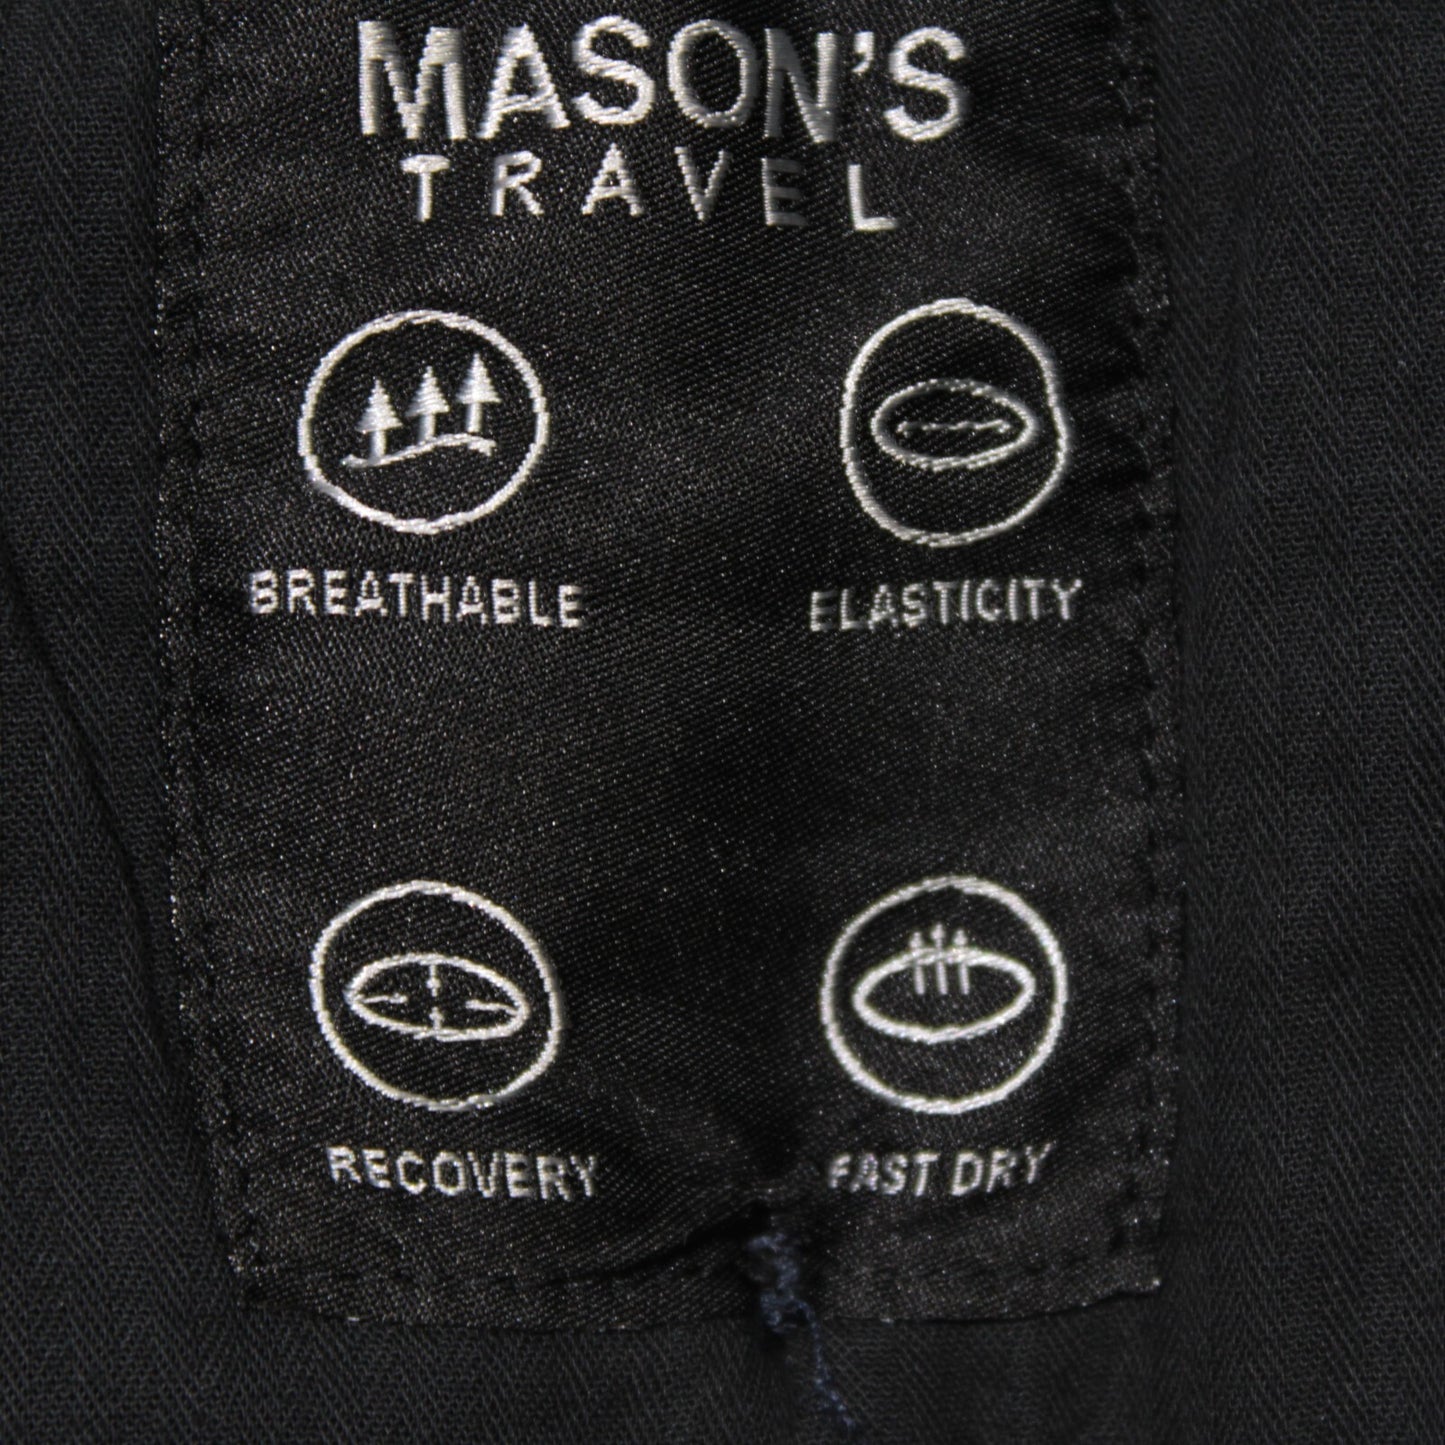 MASON'S
TRAVEL
BREATHABLE
ELASTICITY
RECOVERY
FAST DRY